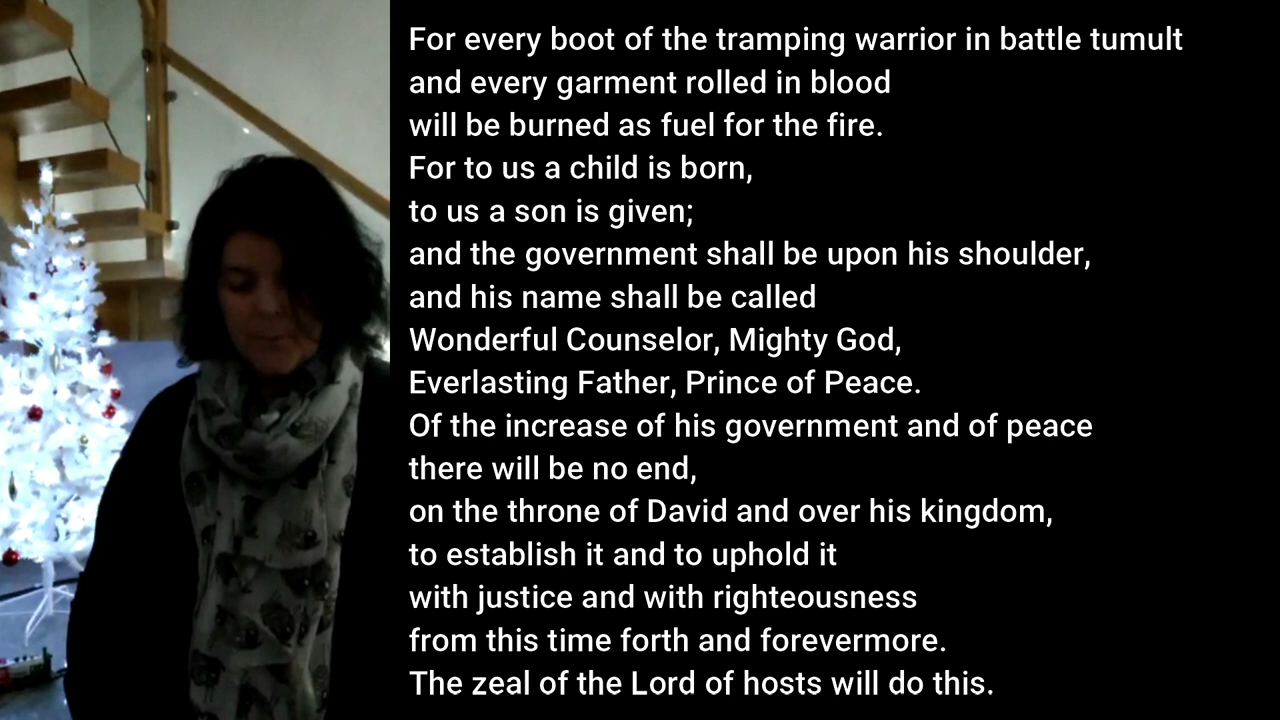 For every boot of the tramping warrior in battle tumult
and every garment rolled in blood
will be burned as fuel for the fire.
For to us a child is born,
to us a son is given;
and the government shall be upon his shoulder,
and his name shall be called
Wonderful Counselor, Mighty God,
Everlasting Father, Prince of Peace.
Of the increase of his government and of peace
there will be no end,
on the throne of David and over his kingdom,
to establish it and to uphold it
with justice and with righteousness
from this time forth and forevermore.
The zeal of the Lord of hosts will do this.